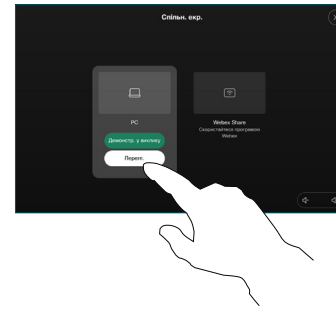 Спільн. екр.
PC
Демонстр. у виклику
Перегл.
Webex Share
Скористайтеся програмою
Webex